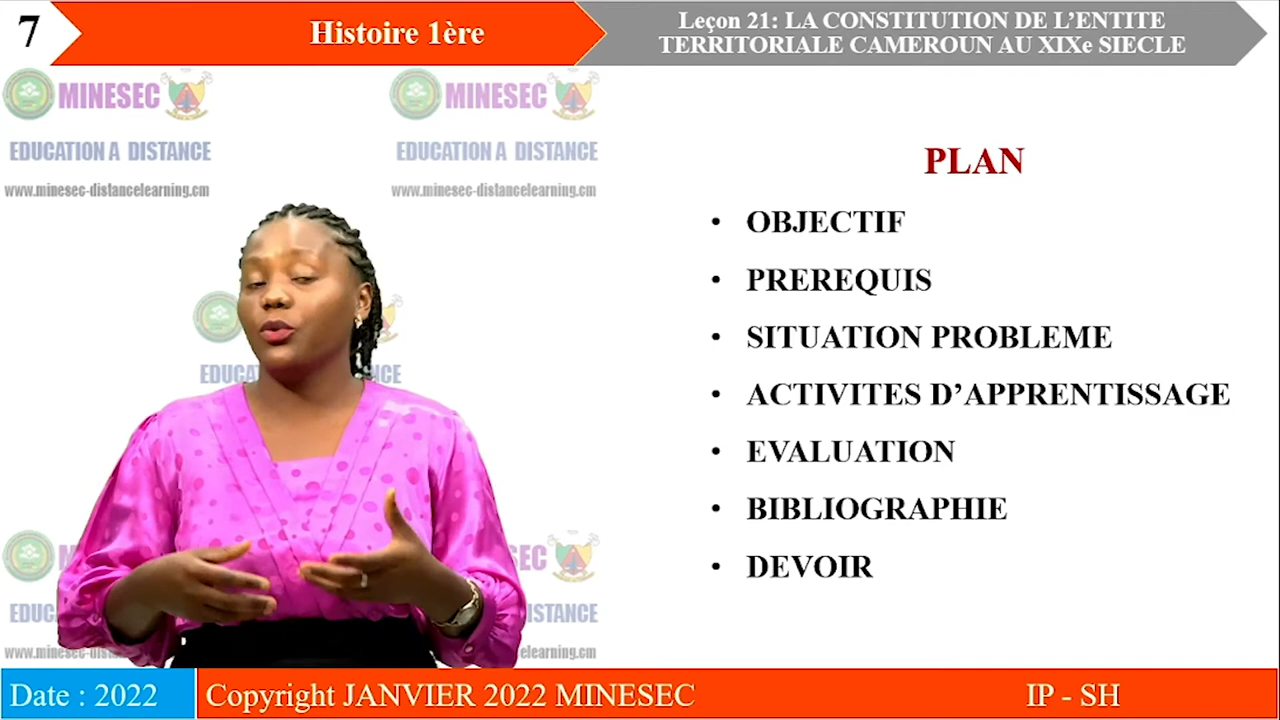 7
Histoire 1ère
Leçon 21: LA CONSTITUTION DE L’ENTITE
TERRITORIALE CAMEROUN AU XIXe SIECLE
MINESEC
EDUCATION A DISTANCE
www.minesec-distancelearning.cm
MINESEC
EDUCATION A DISTANCE
www.minesec-distancelearning.cm
PLAN
• OBJECTIF
• PREREQUIS
• SITUATION PROBLEME
• ACTIVITES D’APPRENTISSAGE
• EVALUATION
• BIBLIOGRAPHIE
• DEVOIR
Date : 2022
Copyright JANVIER 2022 MINESEC
IP - SH